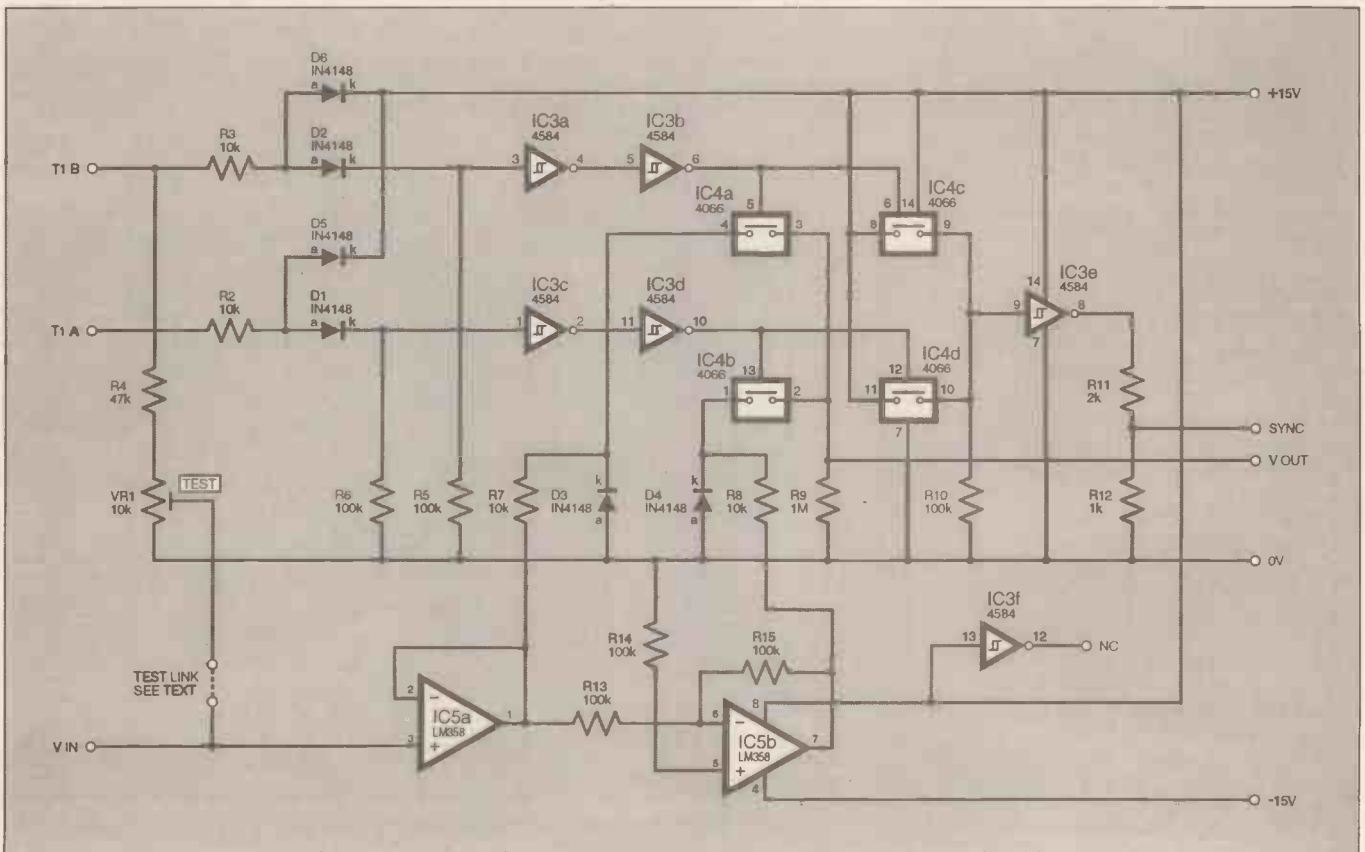 D6
IN4148
a k
+15V
R3
10k
D2
IN4148
a k
IC3a
4584
3 4
IC3b
4584
5 6
T1 B
IC4a
4066
5
4 3
IC4c
4066
6 14
8 9
D5
IN4148
a k
R2
10k
D1
IN4148
a k
IC3c
4584
1 2
IC3d
4584
11 10
T1 A
14
IC3e
4584
9 8
7
IC4b
4066
13
1 2
IC4d
4066
12
11 10
7
R4
47k
R11
2k
SYNC
V OUT
TEST
VR1
10k
R6
100k
R5
100k
R7
10k
D3
IN4148
k
a
D4
IN4148
k
a
R8
10k
R9
1M
R10
100k
R12
1k
0V
IC3f
4584
13 12
NC
R14
100k
R15
100k
TEST LINK
SEE TEXT
R13
100k
2
−
IC5a
LM358
1
3
+
V IN
6
−
8
IC5b
LM358
7
5
+
4
-15V